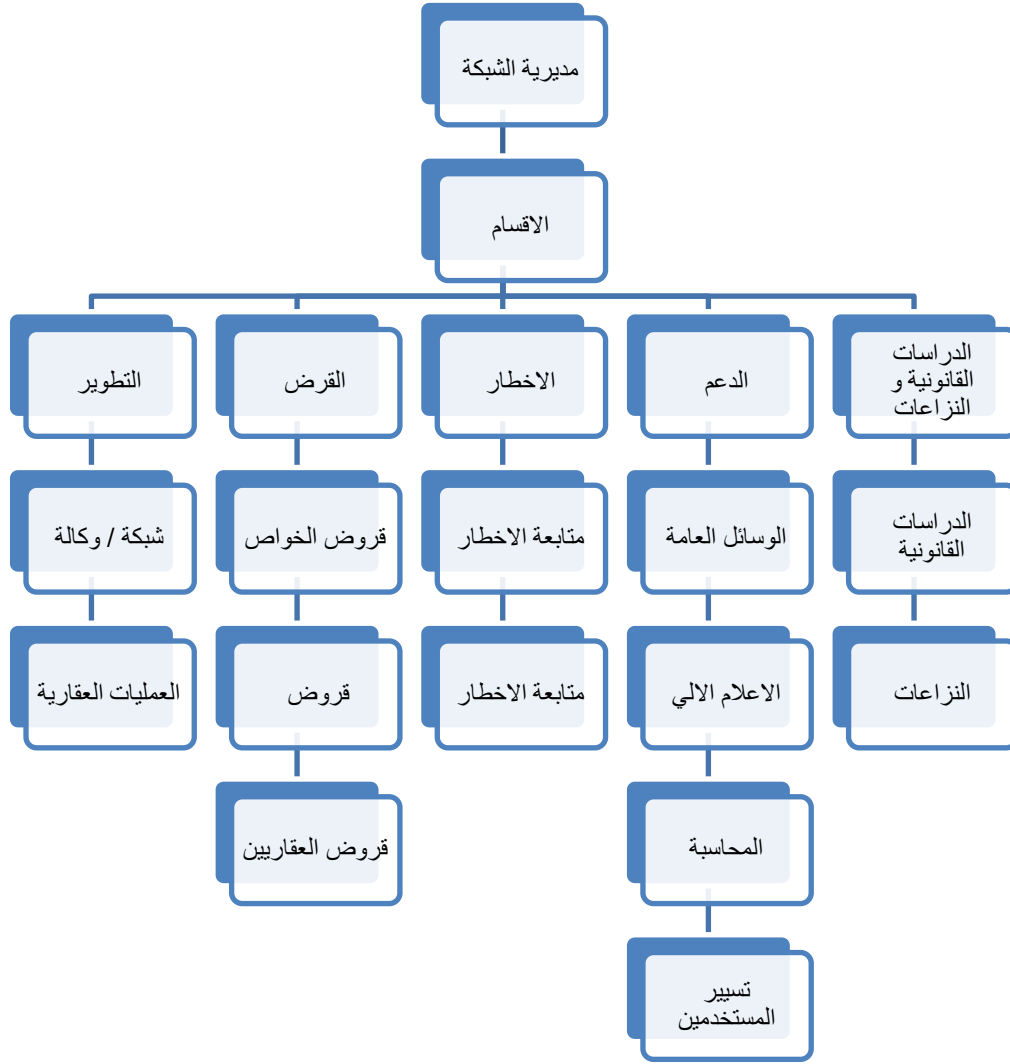 مديرية الشبكة
الاقسام
الدراسات
القانونية و
النزاعات
الدعم
الاخطار
القرض
التطوير
الدراسات
القانونية
الوسائل العامة
متابعة الاخطار
قروض الخواص
شبكة / وكالة
النزاعات
الاعلام الالي
متابعة الاخطار
قروض
العمليات العقارية
المحاسبة
قروض العقاريين
تسيير
المستخدمين